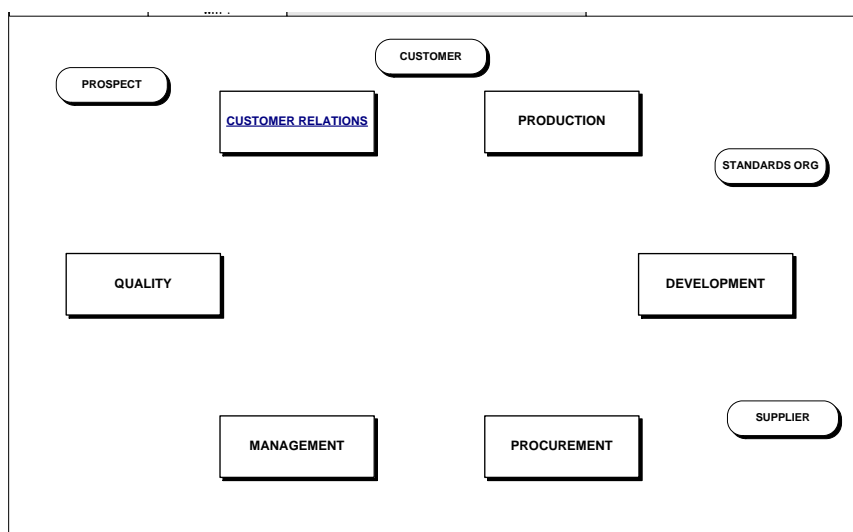 CUSTOMER
PROSPECT
CUSTOMER RELATIONS
PRODUCTION
STANDARDS ORG
QUALITY
DEVELOPMENT
SUPPLIER
MANAGEMENT
PROCUREMENT